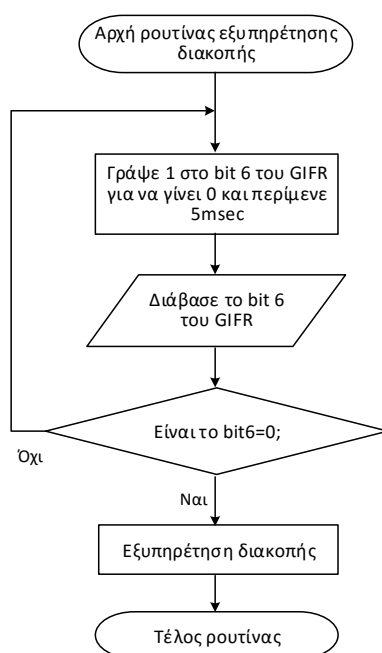 Αρχή ρουτίνας εξυπηρέτησης
διακοπής
Γράψε 1 στο bit 6 του GIFR
για να γίνει 0 και περίμενε
5msec
Διάβασε το bit 6
του GIFR
Είναι το bit6=0;
Όχι
Ναι
Εξυπηρέτηση διακοπής
Τέλος ρουτίνας